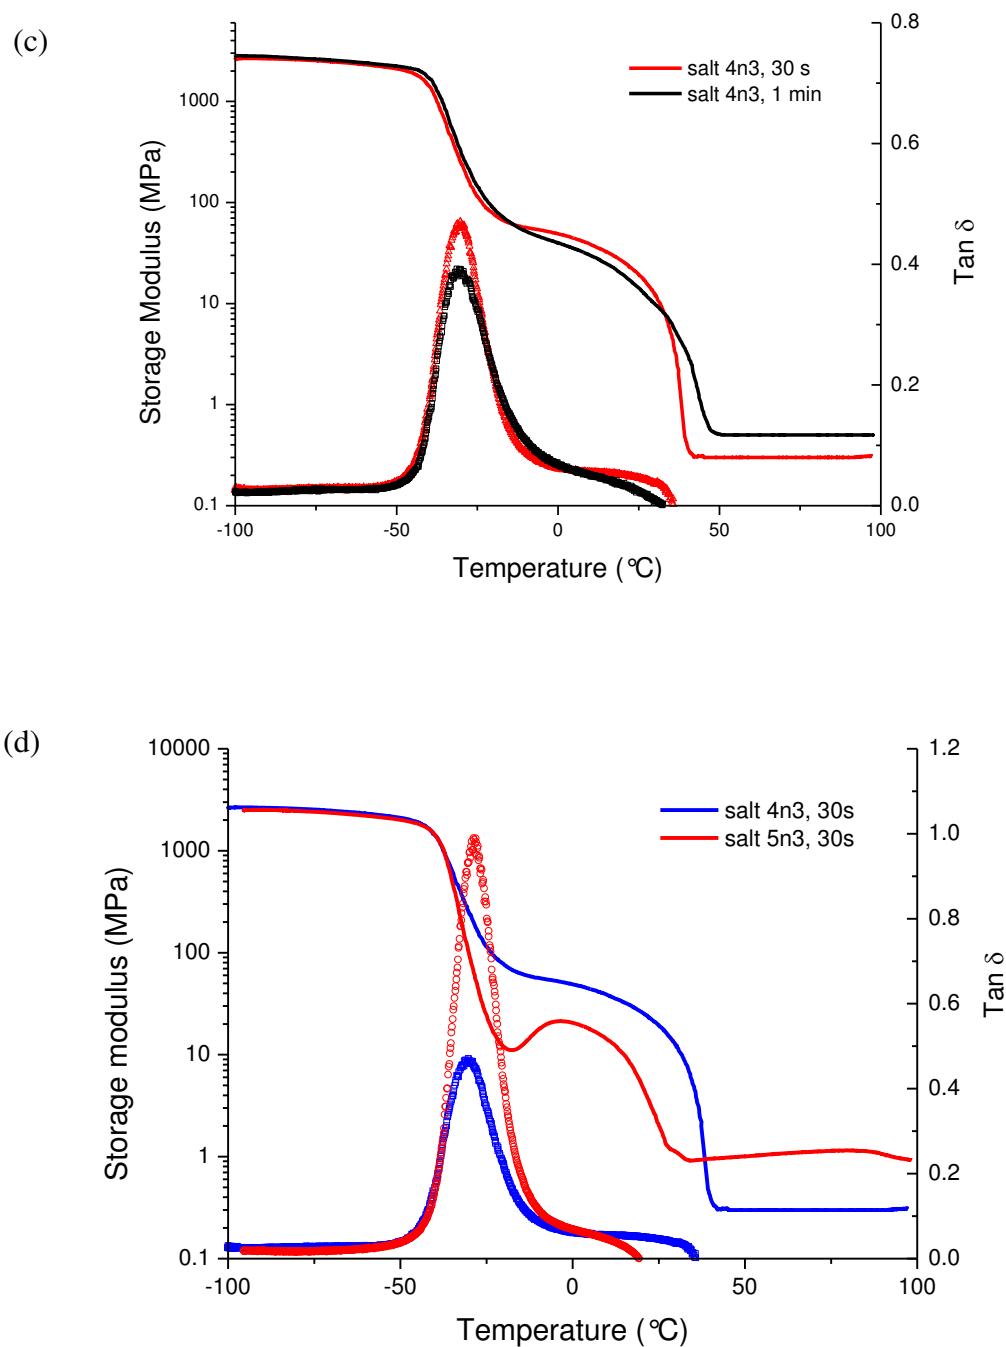 (c)
0.8
0.6
0.4
0.2
0.0
1000
100
10
1
0.1
Storage Modulus (MPa)
Tan δ
salt 4n3, 30 s
salt 4n3, 1 min
-100
-50
0
50
100
Temperature (°C)
(d)
10000
1000
100
10
1
0.1
1.2
1.0
0.8
0.6
0.4
0.2
0.0
Storage modulus (MPa)
Tan δ
salt 4n3, 30s
salt 5n3, 30s
-100
-50
0
50
100
Temperature (°C)